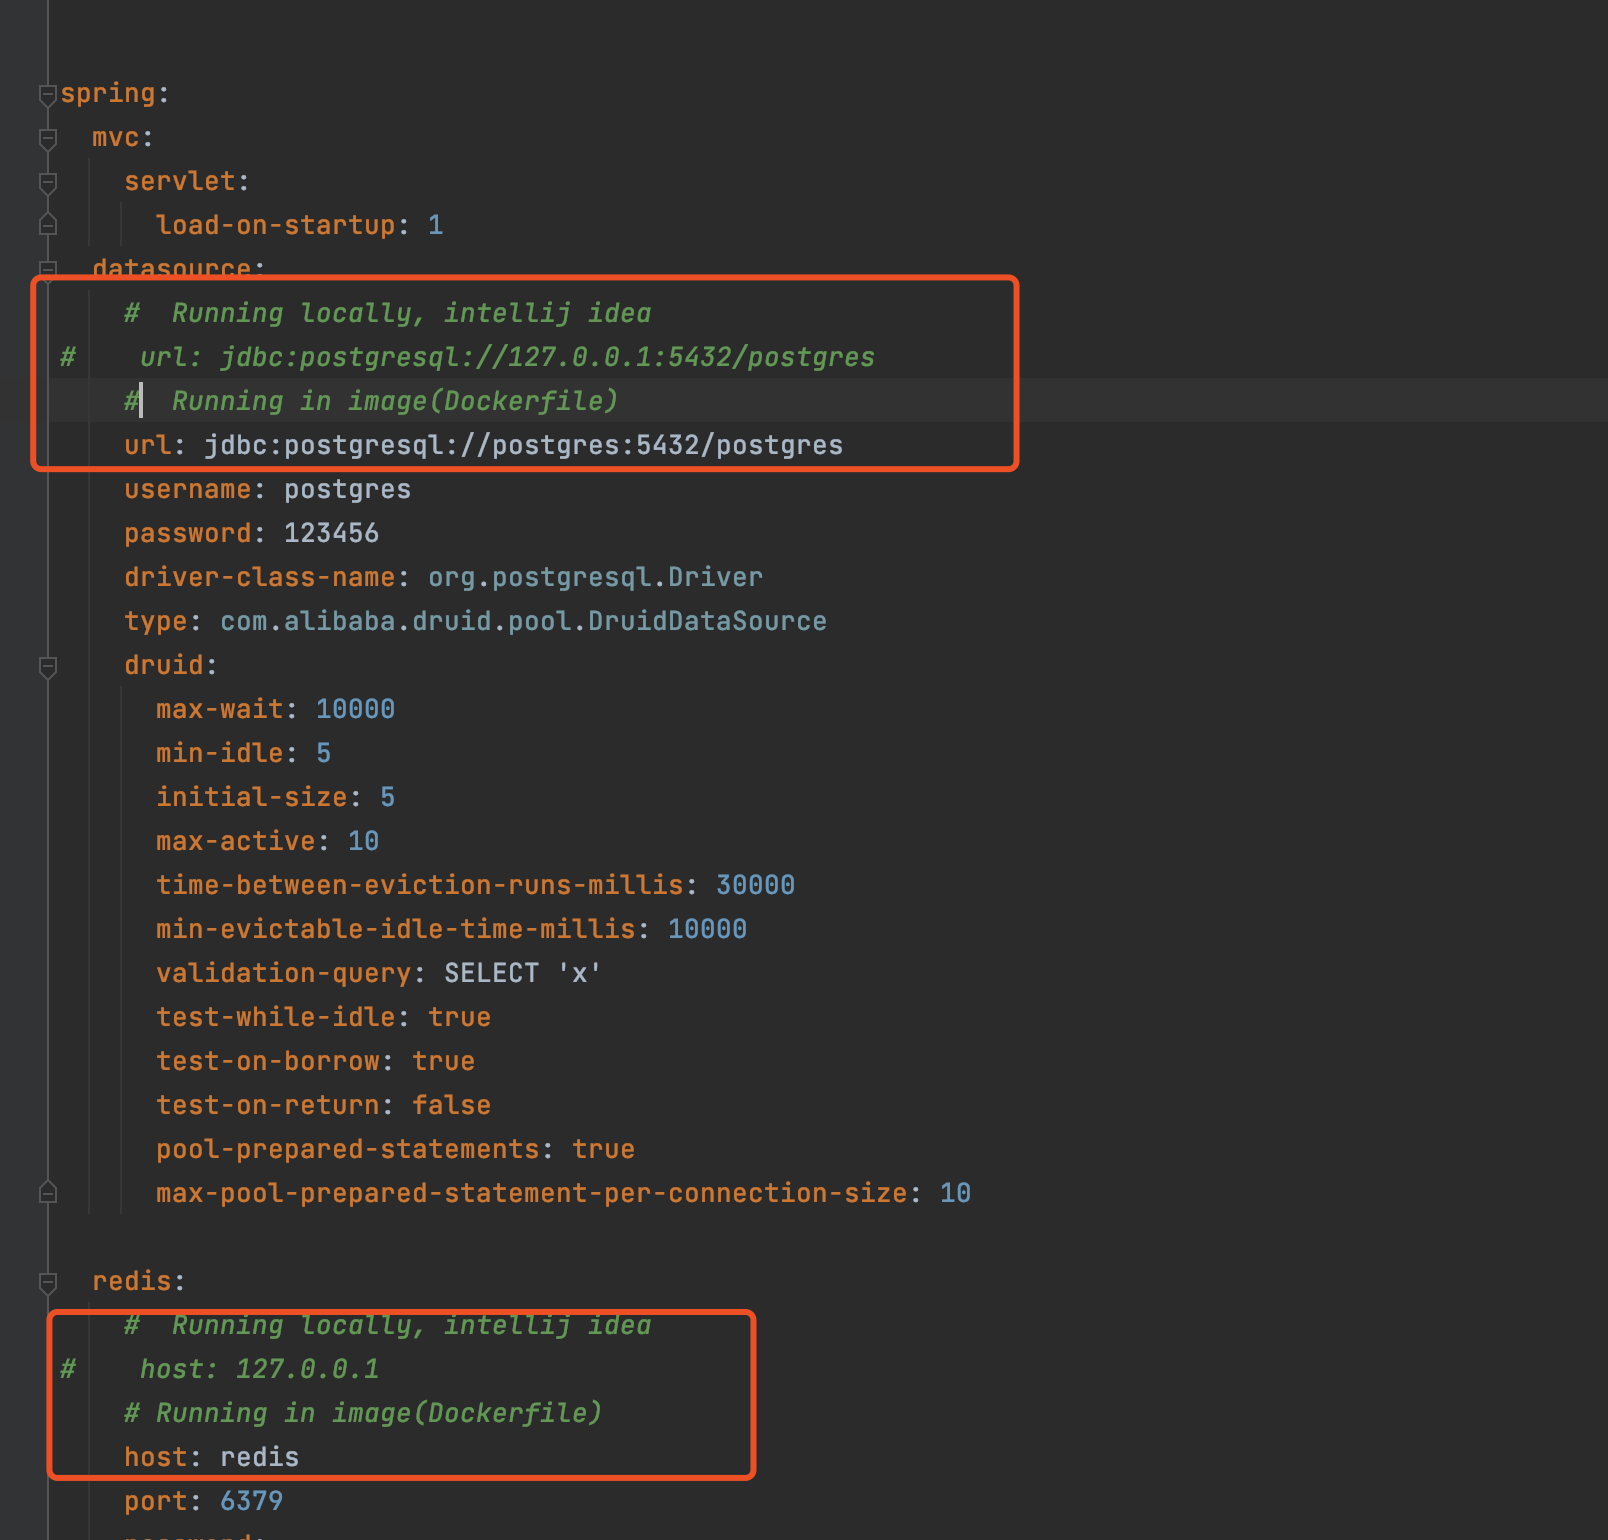 spring:
mvc:
servlet:
load-on-startup: 1
datasource:
#  Running locally, intellij idea
#    url: jdbc:postgresql://127.0.0.1:5432/postgres
#  Running in image(Dockerfile)
url: jdbc:postgresql://postgres:5432/postgres
username: postgres
password: 123456
driver-class-name: org.postgresql.Driver
type: com.alibaba.druid.pool.DruidDataSource
druid:
max-wait: 10000
min-idle: 5
initial-size: 5
max-active: 10
time-between-eviction-runs-millis: 30000
min-evictable-idle-time-millis: 10000
validation-query: SELECT 'x'
test-while-idle: true
test-on-borrow: true
test-on-return: false
pool-prepared-statements: true
max-pool-prepared-statement-per-connection-size: 10
redis:
#  Running locally, intellij idea
#    host: 127.0.0.1
# Running in image(Dockerfile)
host: redis
port: 6379